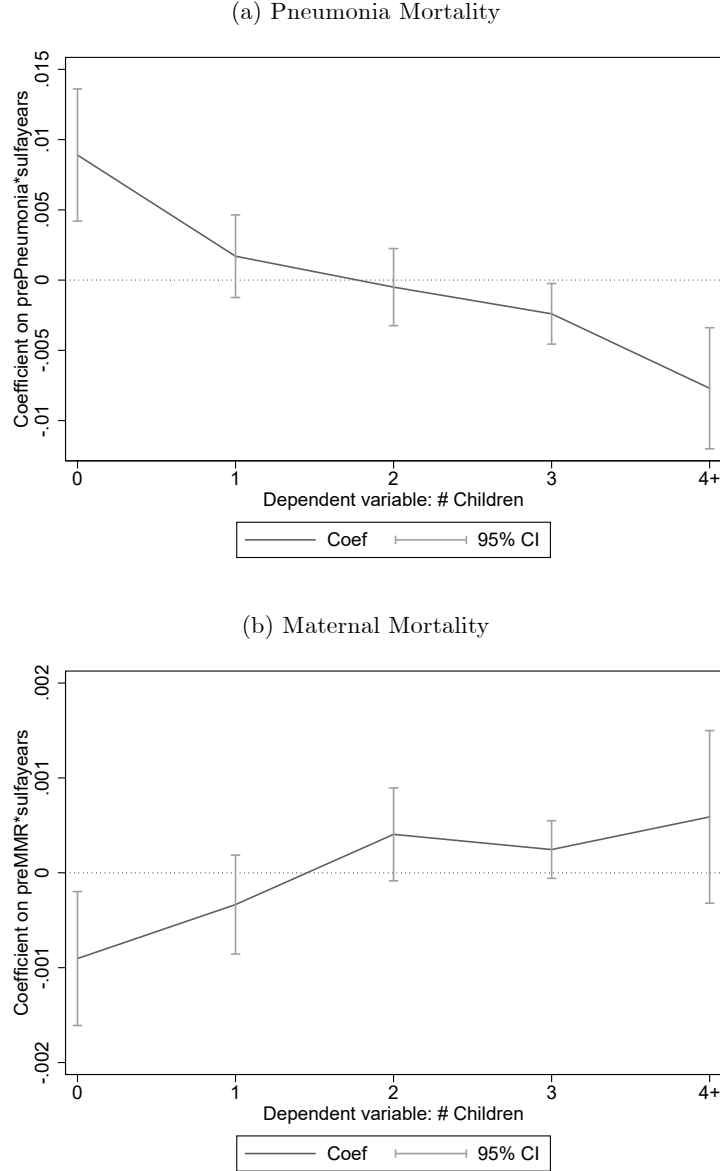 (a) Pneumonia Mortality
Coefficient on prePneumonia*sulfayears
.015
.01
.005
0
-.005
-.01
0 1 2 3 4+
Dependent variable: # Children
Coef 95% CI
(b) Maternal Mortality
Coefficient on preMMR*sulfayears
.002
.001
0
-.001
-.002
0 1 2 3 4+
Dependent variable: # Children
Coef 95% CI